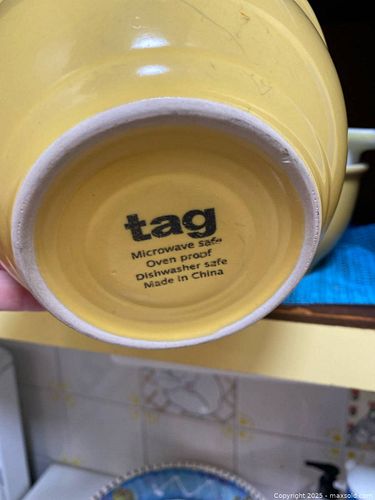 tag
Microwave safe
Oven proof
Dishwasher safe
Made in China
Copyright 2025 - maxsold.com